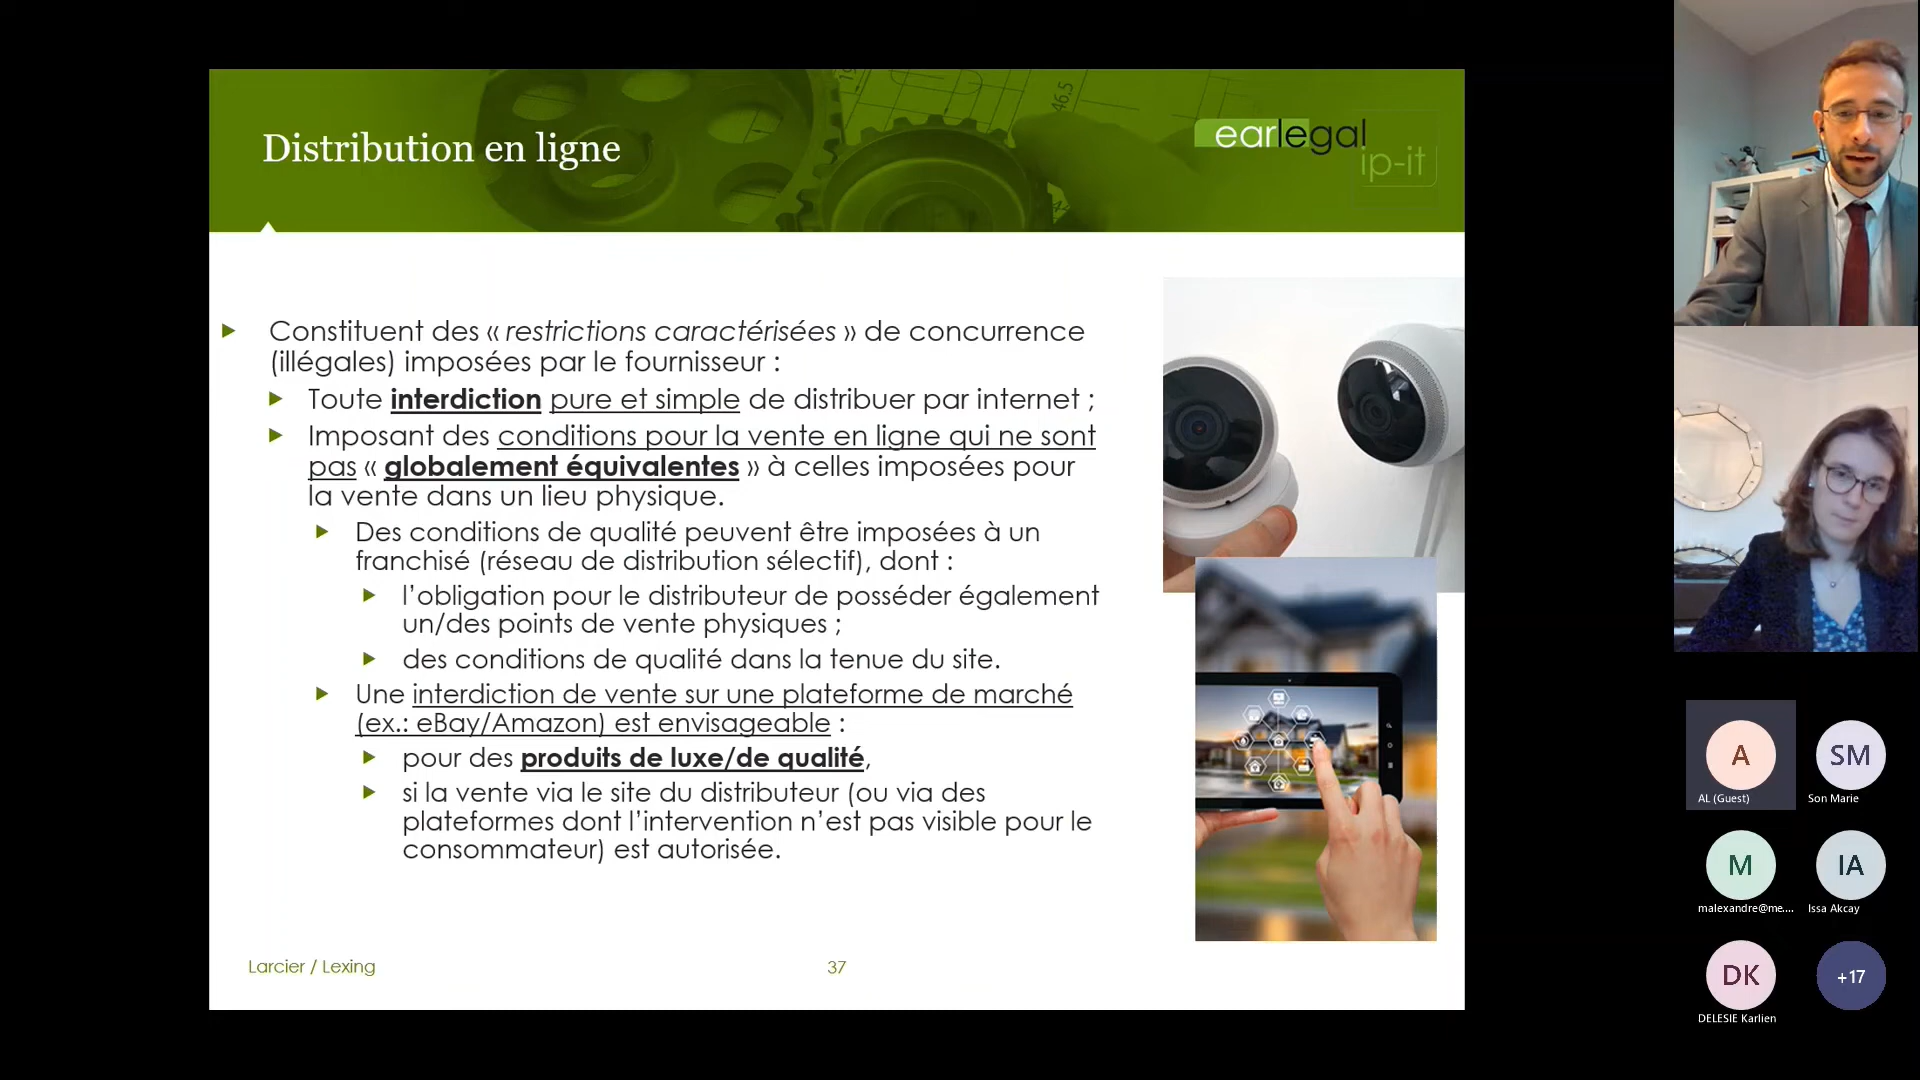 Distribution en ligne
earlegal
ip-it
46.5
Constituent des « restrictions caractérisées » de concurrence
(illégales) imposées par le fournisseur :
Toute interdiction pure et simple de distribuer par internet ;
Imposant des conditions pour la vente en ligne qui ne sont
pas « globalement équivalentes » à celles imposées pour
la vente dans un lieu physique.
Des conditions de qualité peuvent être imposées à un
franchisé (réseau de distribution sélectif), dont :
l’obligation pour le distributeur de posséder également
un/des points de vente physiques ;
des conditions de qualité dans la tenue du site.
Une interdiction de vente sur une plateforme de marché
(ex.: eBay/Amazon) est envisageable :
pour des produits de luxe/de qualité,
si la vente via le site du distributeur (ou via des
plateformes dont l’intervention n’est pas visible pour le
consommateur) est autorisée.
Larcier / Lexing
37
A
AL (Guest)
SM
Son Marie
M
malexandre@me....
IA
Issa Akcay
DK
DELESIE Karlien
+17